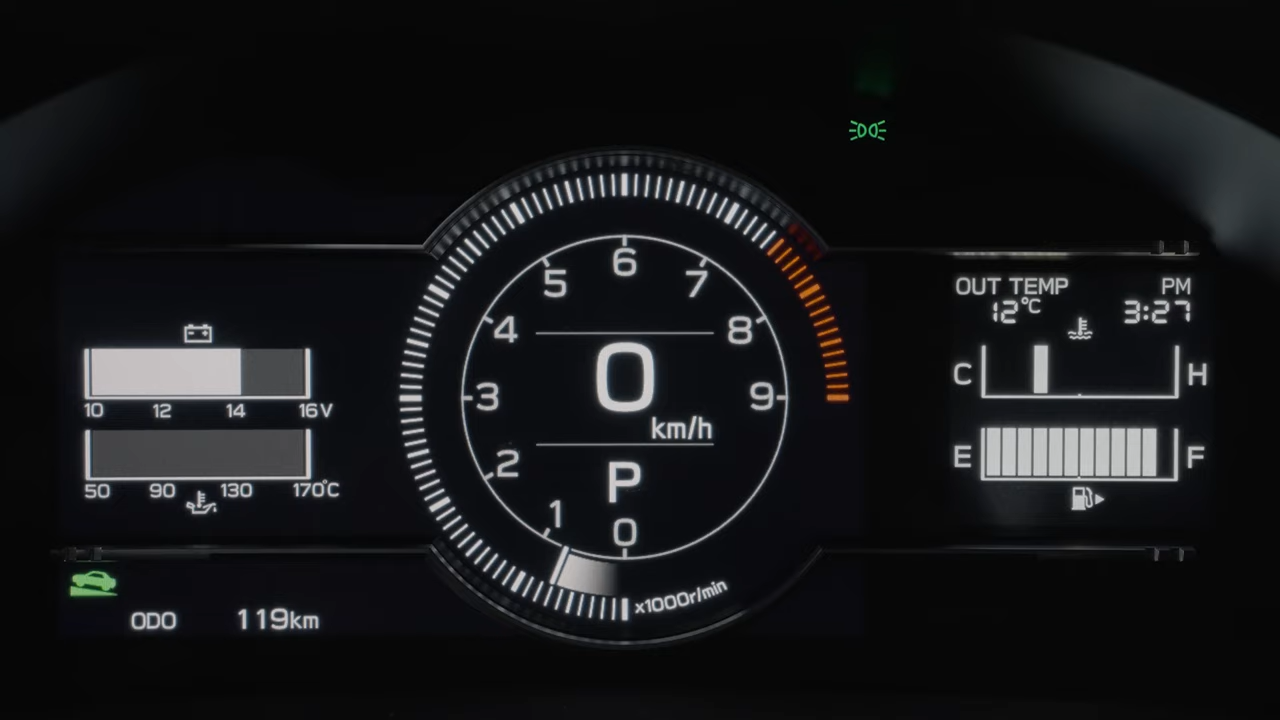 OUT TEMP PM
12°C 3:27
C H
E F
10 12 14 16V
50 90 130 170°C
6
5 7
4 8
3 9
2
1
0
0
km/h
P
x1000r/min
ODO 119km